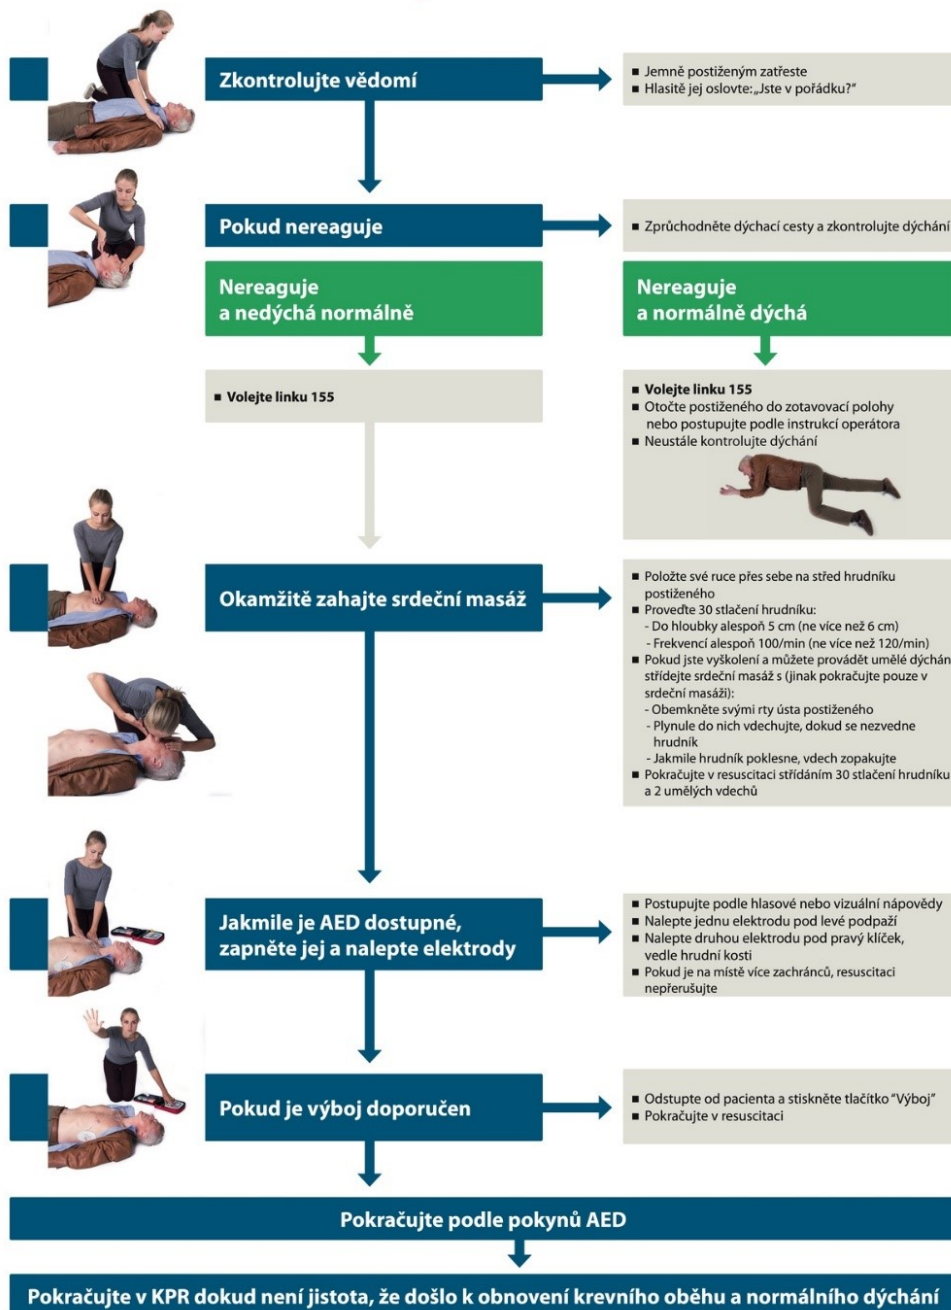 Zkontrolujte vědomí
■ Jemně postiženým zatřeste
■ Hlasitě jej oslovte: „Jste v pořádku?"
Pokud nereaguje
■ Zprůchodněte dýchací cesty a zkontrolujte dýchání
Nereaguje
a nedýchá normálně
Nereaguje
a normálně dýchá
■ Volejte linku 155
■ Volejte linku 155
■ Otočte postiženého do zotavovací polohy
nebo postupujte podle instrukcí operátora
■ Neustále kontrolujte dýchání
Okamžitě zahajte srdeční masáž
■ Položte své ruce přes sebe na střed hrudníku
postiženého
■ Proveďte 30 stlačení hrudníku:
- Do hloubky alespoň 5 cm (ne více než 6 cm)
- Frekvencí alespoň 100/min (ne více než 120/min)
■ Pokud jste vyškolení a můžete provádět umělé dýchán
střídejte srdeční masáž s (jinak pokračujte pouze v
srdeční masáži):
- Obemkněte svými rty ústa postiženého
- Plynule do nich vdechujte, dokud se nezvedne
hrudník
- Jakmile hrudník poklesne, vdech zopakujte
■ Pokračujte v resuscitaci střídáním 30 stlačení hrudníku
a 2 umělých vdechů
Jakmile je AED dostupné,
zapněte jej a nalepte elektrody
■ Postupujte podle hlasové nebo vizuální nápovědy
■ Nalepte jednu elektrodu pod levé podpaží
■ Nalepte druhou elektrodu pod pravý klíček,
vedle hrudní kosti
■ Pokud je na místě více zachránců, resuscitaci
nepřerušujte
Pokud je výboj doporučen
■ Odstupte od pacienta a stiskněte tlačítko "Výboj"
■ Pokračujte v resuscitaci
Pokračujte podle pokynů AED
Pokračujte v KPR dokud není jistota, že došlo k obnovení krevního oběhu a normálního dýchání